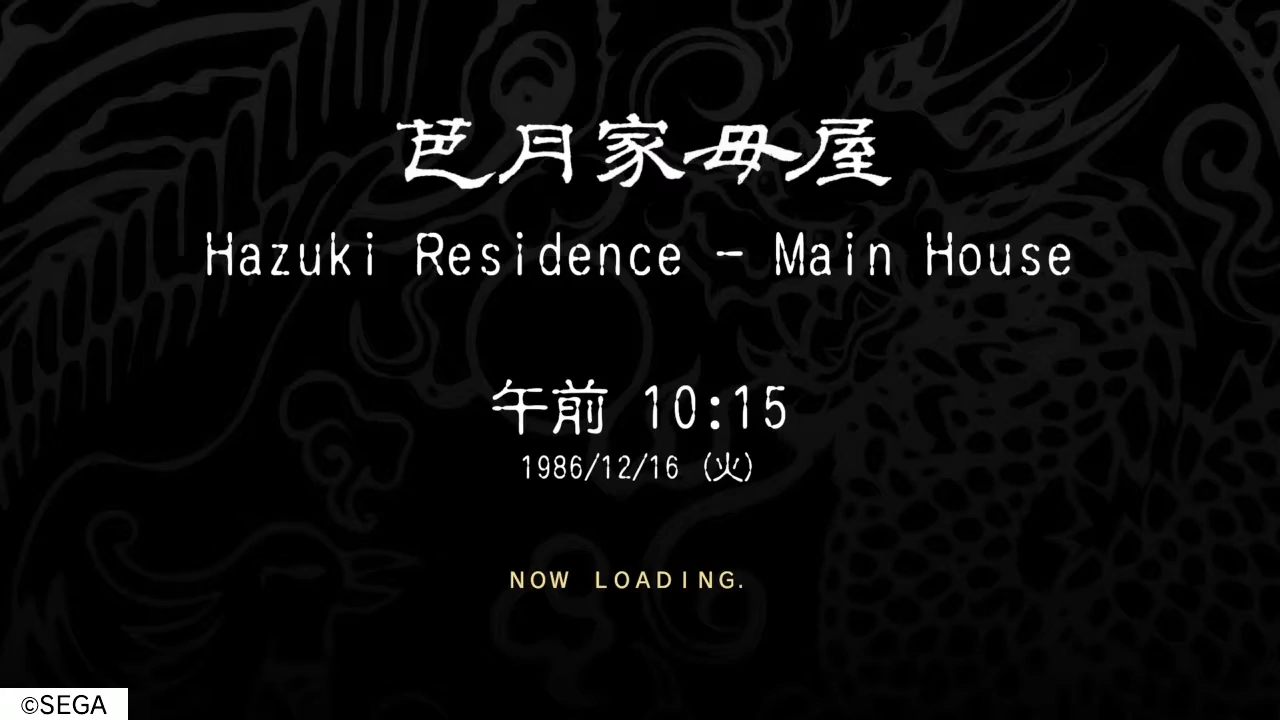 芭月家母屋
Hazuki Residence - Main House
午前 10:15
1986/12/16 (火)
NOW LOADING.
©SEGA